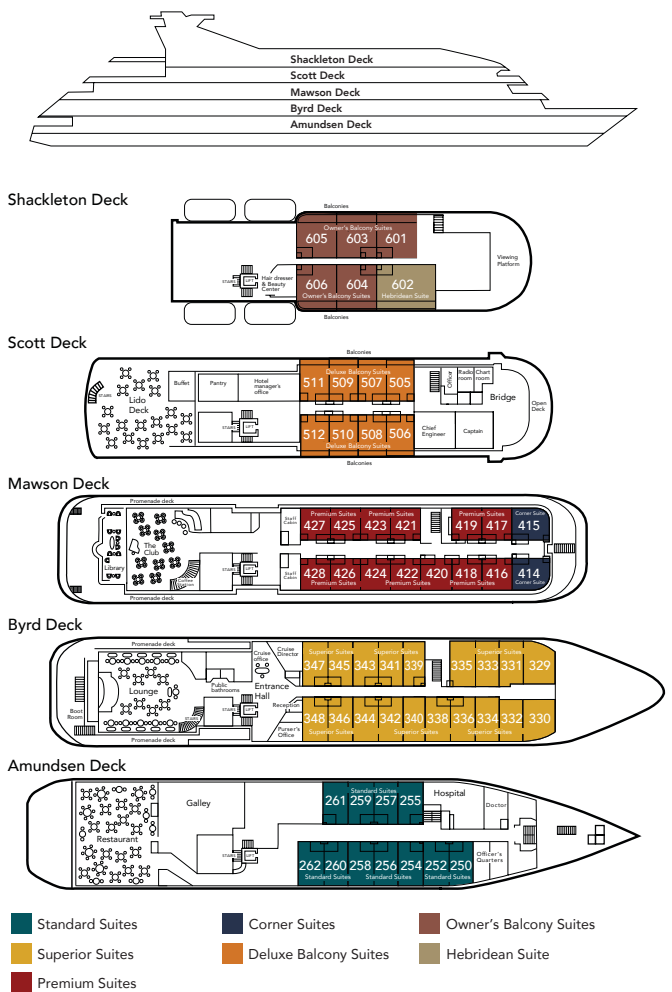 Shackleton Deck
Scott Deck
Mawson Deck
Byrd Deck
Amundsen Deck
Shackleton Deck
Balconies
Owner's Balcony Suites
605 603 601
STAIRS
LIFT
Hair dresser
& Beauty
Center
606 604 602
Owner's Balcony Suites
Hebridean Suite
Viewing
Platform
Balconies
Scott Deck
Balconies
STAIRS
Lido
Deck
Buffet
Pantry
Hotel
manager's
office
STAIRS
LIFT
Deluxe Balcony Suites
511 509 507 505
512 510 508 506
Deluxe Balcony Suites
Officer
Radio
room
Chart
room
Bridge
Open
Deck
Chief
Engineer
Captain
Balconies
Mawson Deck
Promenade deck
Library
The
Club
Coffee
Station
STAIRS
LIFT
Staff
Cabin
Staff
Cabin
Premium Suites Premium Suites Premium Suites Corner Suite
427 425 423 421 419 417 415
428 426 424 422 420 418 416 414
Premium Suites Premium Suites Premium Suites Corner Suite
Promenade deck
Byrd Deck
Promenade deck
Boot
Room
Lounge
Public
bathrooms
STAIRS
STAIRS
LIFT
Cruise
office
Cruise
Director
Entrance
Hall
Reception
Purser's
Office
Superior Suites Superior Suites Superior Suites
347 345 343 341 339 335 333 331 329
348 346 344 342 340 338 336 334 332 330
Superior Suites Superior Suites Superior Suites
Promenade deck
Amundsen Deck
Restaurant
Galley
STAIRS
LIFT
Standard Suites
261 259 257 255
262 260 258 256 254 252 250
Standard Suites Standard Suites Standard Suites
Hospital
Doctor
Officer's
Quarters
Standard Suites
Corner Suites
Owner's Balcony Suites
Superior Suites
Deluxe Balcony Suites
Hebridean Suite
Premium Suites